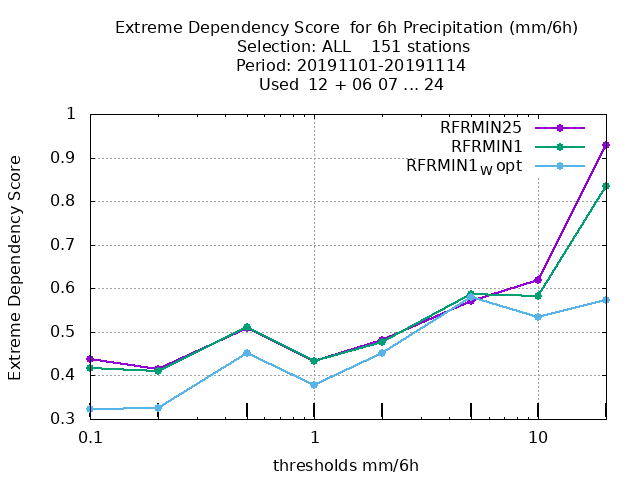 Extreme Dependency Score  for 6h Precipitation (mm/6h)
Selection: ALL    151 stations
Period: 20191101-20191114
Used  12 + 06 07 ... 24
RFRMIN25
RFRMIN1
RFRMIN1_W opt
Extreme Dependency Score
1
0.9
0.8
0.7
0.6
0.5
0.4
0.3
0.1
1
10
thresholds mm/6h